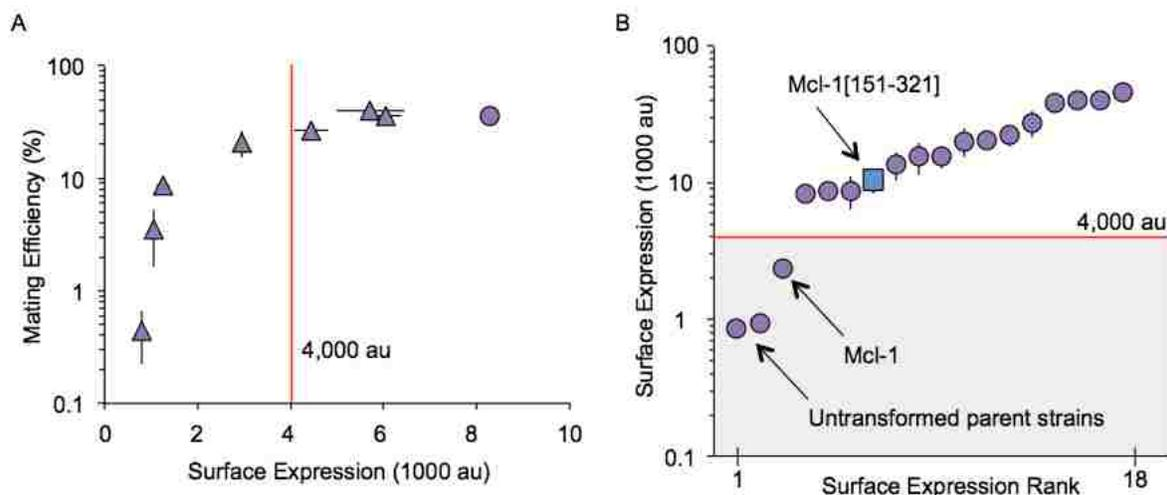 A
Mating Efficiency (%)
100
10
1
0.1
4,000 au
0 2 4 6 8 10
Surface Expression (1000 au)
B
Surface Expression (1000 au)
100
10
1
0.1
Mcl-1[151-321]
4,000 au
Mcl-1
Untransformed parent strains
1 18
Surface Expression Rank